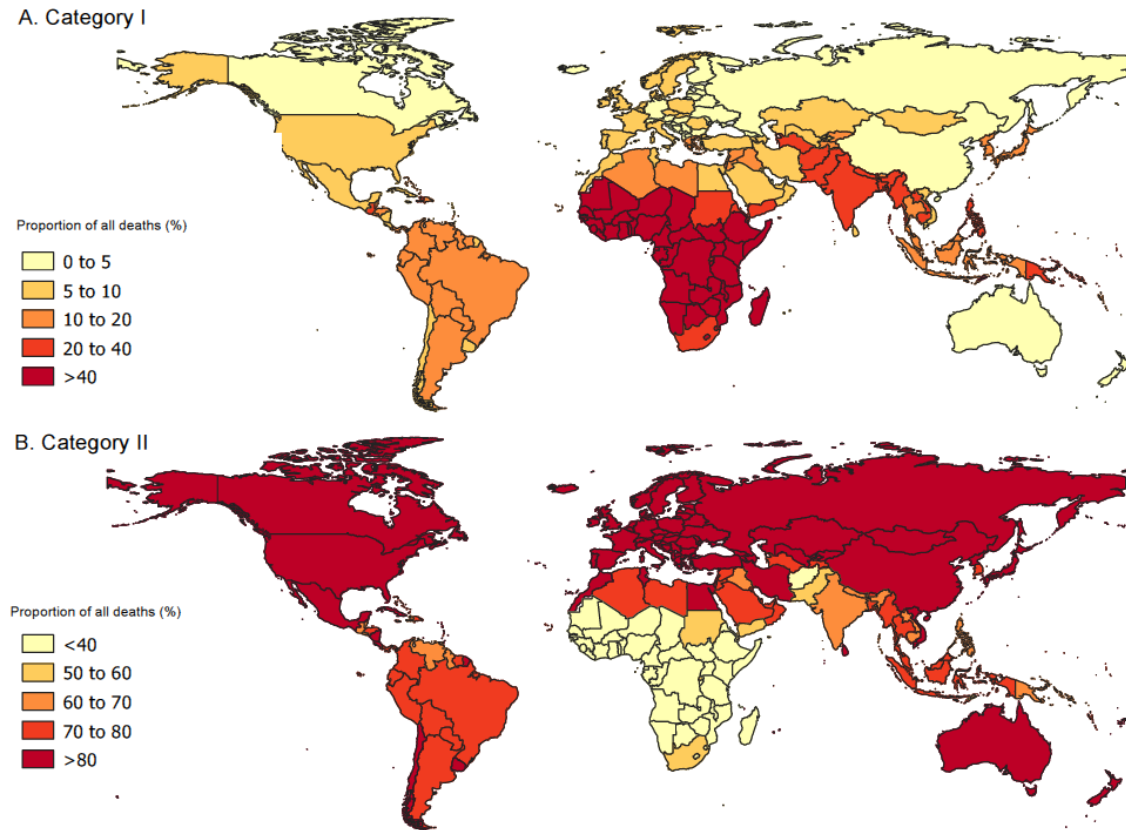 A. Category I
Proportion of all deaths (%)
0 to 5
5 to 10
10 to 20
20 to 40
>40
B. Category II
Proportion of all deaths (%)
<40
50 to 60
60 to 70
70 to 80
>80